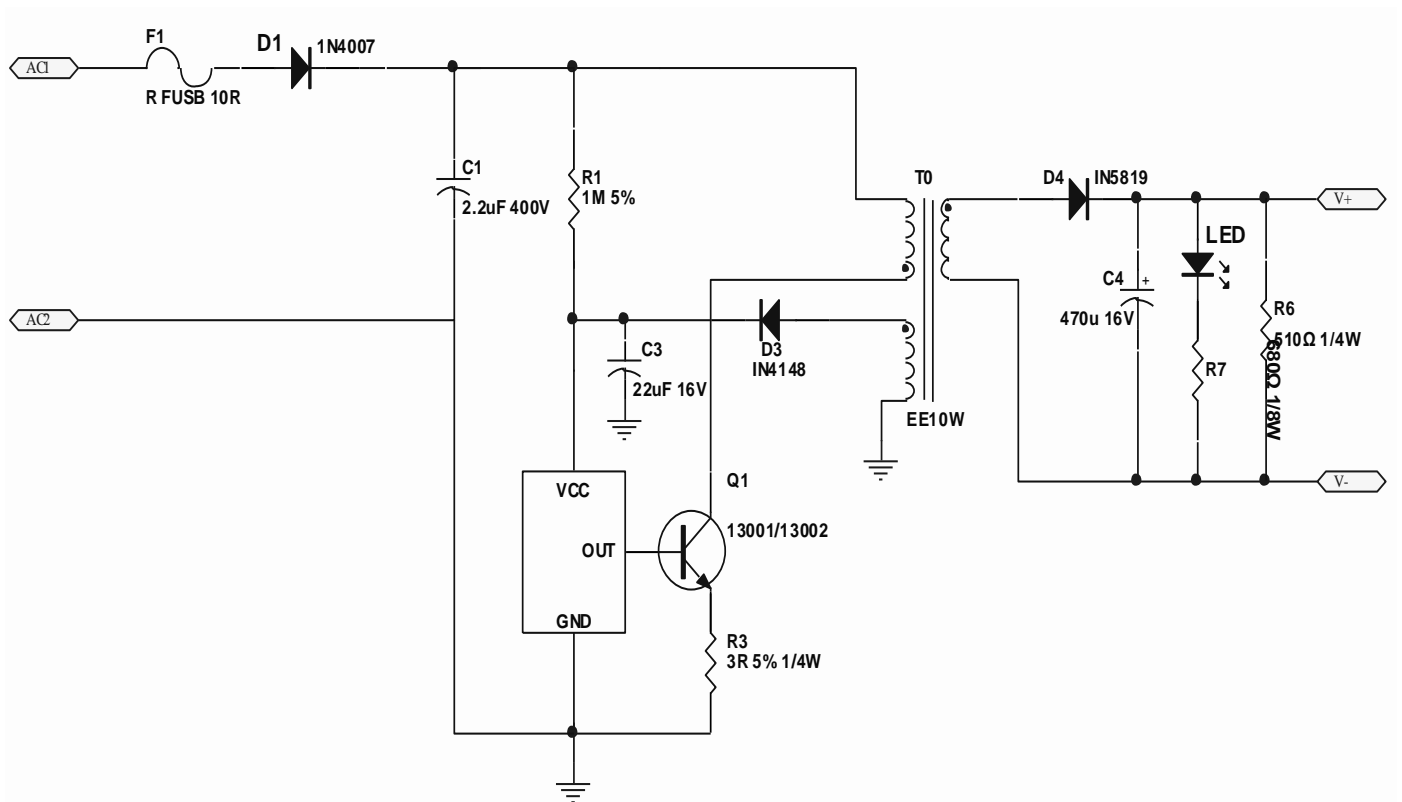 F1
D1
1N4007
AC1
R FUSB 10R
C1
2.2uF 400V
R1
1M 5%
T0
D4
IN5819
V+
LED
C4
+
470u 16V
R6
510Ω 1/4W
680Ω 1/8W
R7
AC2
C3
22uF 16V
D3
IN4148
EE10W
V-
Q1
VCC
OUT
GND
13001/13002
R3
3R 5% 1/4W